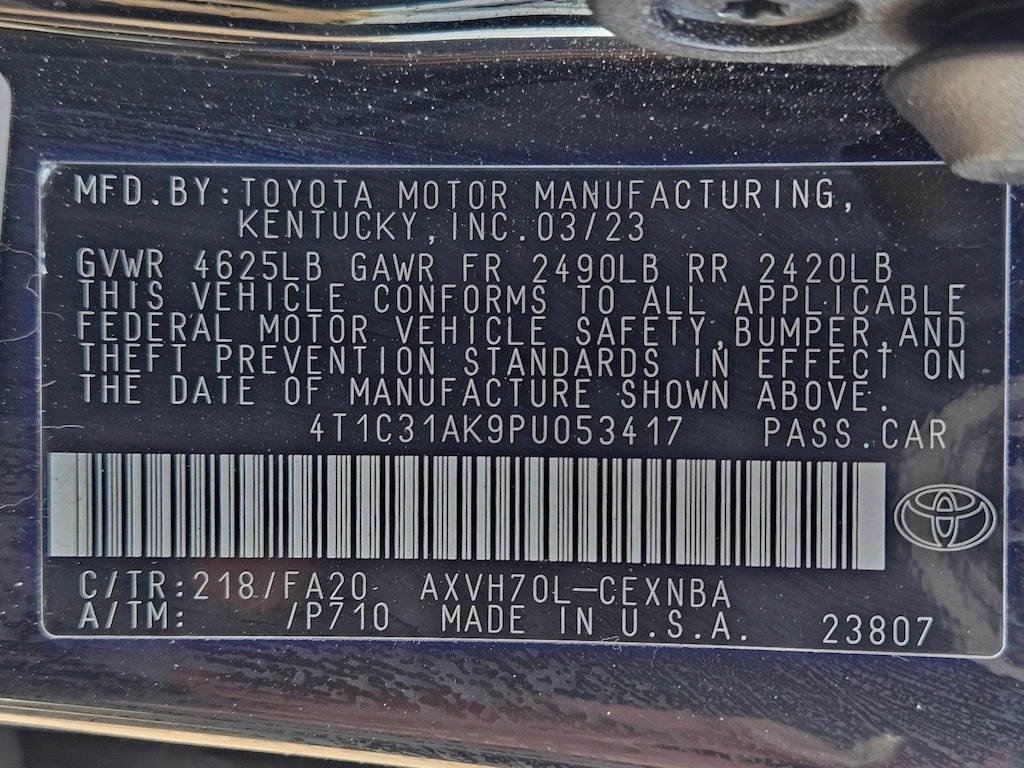 MFD.BY:TOYOTA MOTOR MANUFACTURING,
KENTUCKY,INC.03/23
GVWR 4625LB GAWR FR 2490LB RR 2420LB
THIS VEHICLE CONFORMS TO ALL APPLICABLE
FEDERAL MOTOR VEHICLE SAFETY,BUMPER,AND
THEFT PREVENTION STANDARDS IN EFFECT ON
THE DATE OF MANUFACTURE SHOWN ABOVE.
4T1C31AK9PU053417 PASS.CAR
C/TR:218/FA20 AXVH70L-CEXNBA
A/TM: /P710 MADE IN U.S.A. 23807